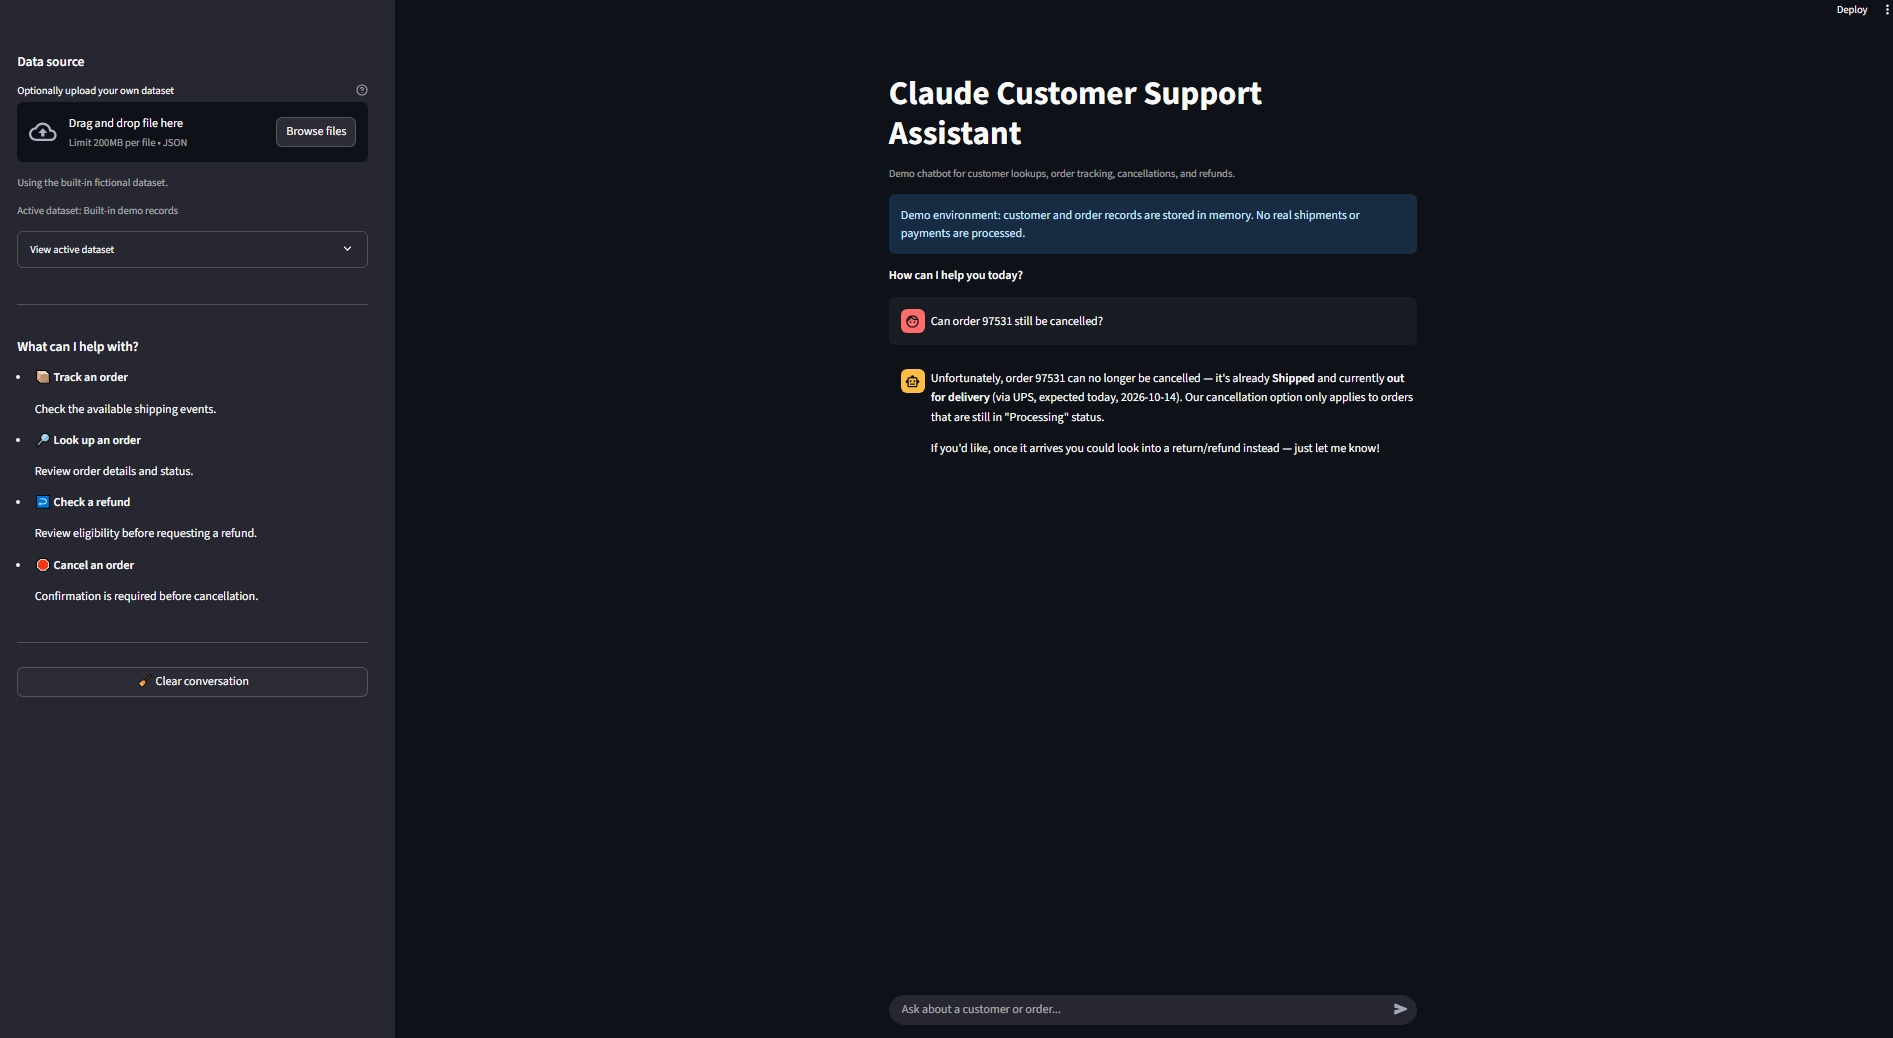 Deploy
Data source
Optionally upload your own dataset
Drag and drop file here
Limit 200MB per file • JSON
Browse files
Using the built-in fictional dataset.
Active dataset: Built-in demo records
View active dataset
What can I help with?
• Track an order
Check the available shipping events.
• Look up an order
Review order details and status.
• Check a refund
Review eligibility before requesting a refund.
• Cancel an order
Confirmation is required before cancellation.
Clear conversation
Claude Customer Support
Assistant
Demo chatbot for customer lookups, order tracking, cancellations, and refunds.
Demo environment: customer and order records are stored in memory. No real shipments or
payments are processed.
How can I help you today?
Can order 97531 still be cancelled?
Unfortunately, order 97531 can no longer be cancelled — it's already Shipped and currently out
for delivery (via UPS, expected today, 2026-10-14). Our cancellation option only applies to orders
that are still in "Processing" status.
If you'd like, once it arrives you could look into a return/refund instead — just let me know!
Ask about a customer or order...